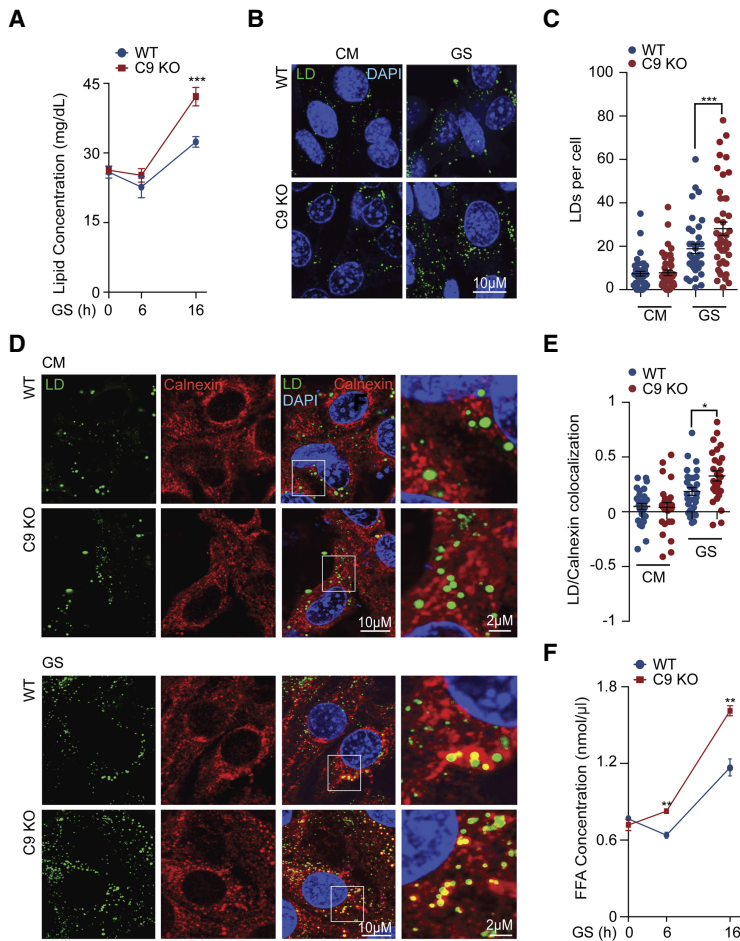 A
WT
C9 KO
Lipid Concentration (mg/dL)
45
30
15
0
***
GS (h) 0 6 16
B
CM GS
WT
LD DAPI
C9 KO
10µM
C
WT
C9 KO
LDs per cell
100
80
60
40
20
0
***
CM GS
D
CM
WT
LD Calnexin LD Calnexin
DAPI
C9 KO
10µM 2µM
GS
WT
C9 KO
10µM 2µM
E
WT
C9 KO
LD/Calnexin colocalization
1
0.5
0
-0.5
-1
*
CM GS
F
WT
C9 KO
FFA Concentration (nmol/µl)
1.8
1.2
0.6
0
**
**
GS (h) 0 6 16